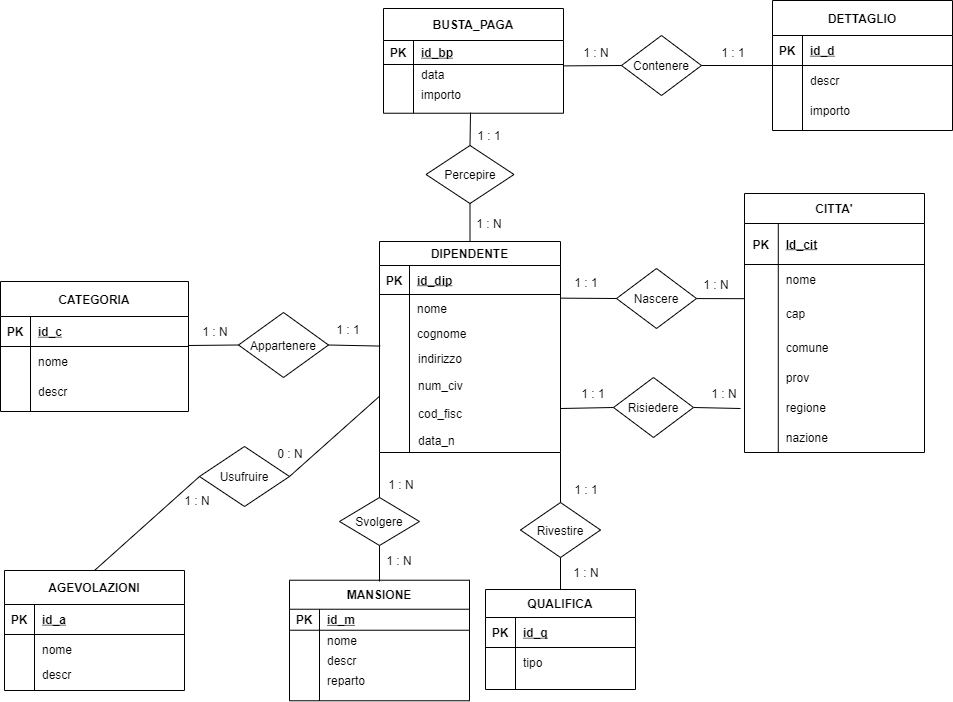 BUSTA_PAGA
PK id_bp
data
importo
1 : N
Contenere
1 : 1
DETTAGLIO
PK id_d
descr
importo
1 : 1
Percepire
1 : N
DIPENDENTE
PK id_dip
nome
cognome
indirizzo
num_civ
cod_fisc
data_n
1 : 1
Nascere
1 : N
1 : 1
Risiedere
1 : N
CITTA'
PK Id_cit
nome
cap
comune
prov
regione
nazione
CATEGORIA
PK id_c
nome
descr
1 : N
Appartenere
1 : 1
0 : N
Usufruire
1 : N
AGEVOLAZIONI
PK id_a
nome
descr
1 : N
Svolgere
1 : N
MANSIONE
PK id_m
nome
descr
reparto
1 : 1
Rivestire
1 : N
QUALIFICA
PK id_q
tipo